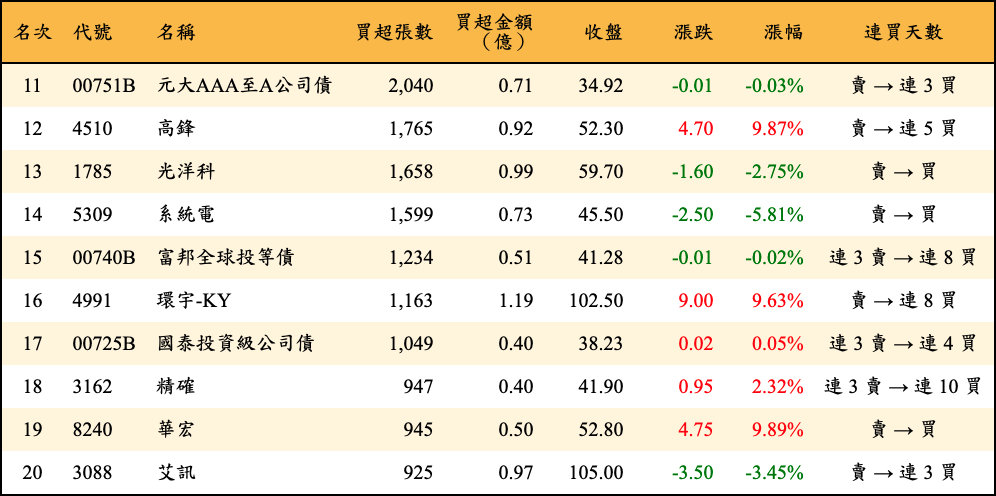 名次 代號 名稱 買超張數 買超金額（億） 收盤 漲跌 漲幅 連買天數
11 00751B 元大AAA至A公司債 2,040 0.71 34.92 -0.01 -0.03% 賣 → 連 3 買
12 4510 高鋒 1,765 0.92 52.30 4.70 9.87% 賣 → 連 5 買
13 1785 光洋科 1,658 0.99 59.70 -1.60 -2.75% 賣 → 買
14 5309 系統電 1,599 0.73 45.50 -2.50 -5.81% 賣 → 買
15 00740B 富邦全球投等債 1,234 0.51 41.28 -0.01 -0.02% 連 3 賣 → 連 8 買
16 4991 環宇-KY 1,163 1.19 102.50 9.00 9.63% 賣 → 連 8 買
17 00725B 國泰投資級公司債 1,049 0.40 38.23 0.02 0.05% 連 3 賣 → 連 4 買
18 3162 精確 947 0.40 41.90 0.95 2.32% 連 3 賣 → 連 10 買
19 8240 華宏 945 0.50 52.80 4.75 9.89% 賣 → 買
20 3088 艾訊 925 0.97 105.00 -3.50 -3.45% 賣 → 連 3 買